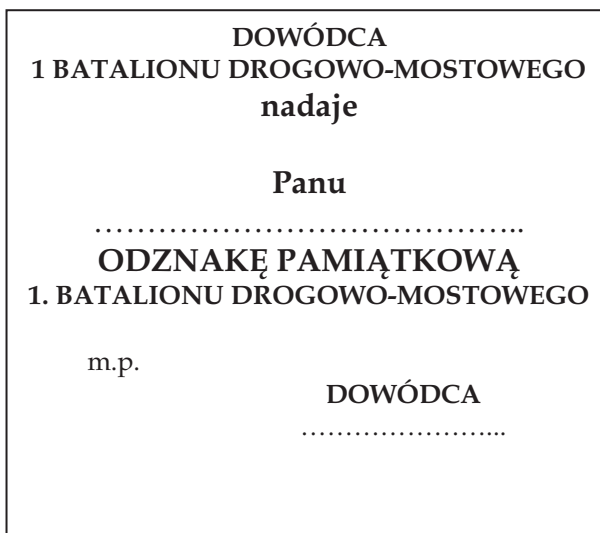 DOWÓDCA
1 BATALIONU DROGOWO-MOSTOWEGO
nadaje
Panu
……………………………………..
ODZNAKĘ PAMIĄTKOWĄ
1. BATALIONU DROGOWO-MOSTOWEGO
m.p.
DOWÓDCA
…………………...